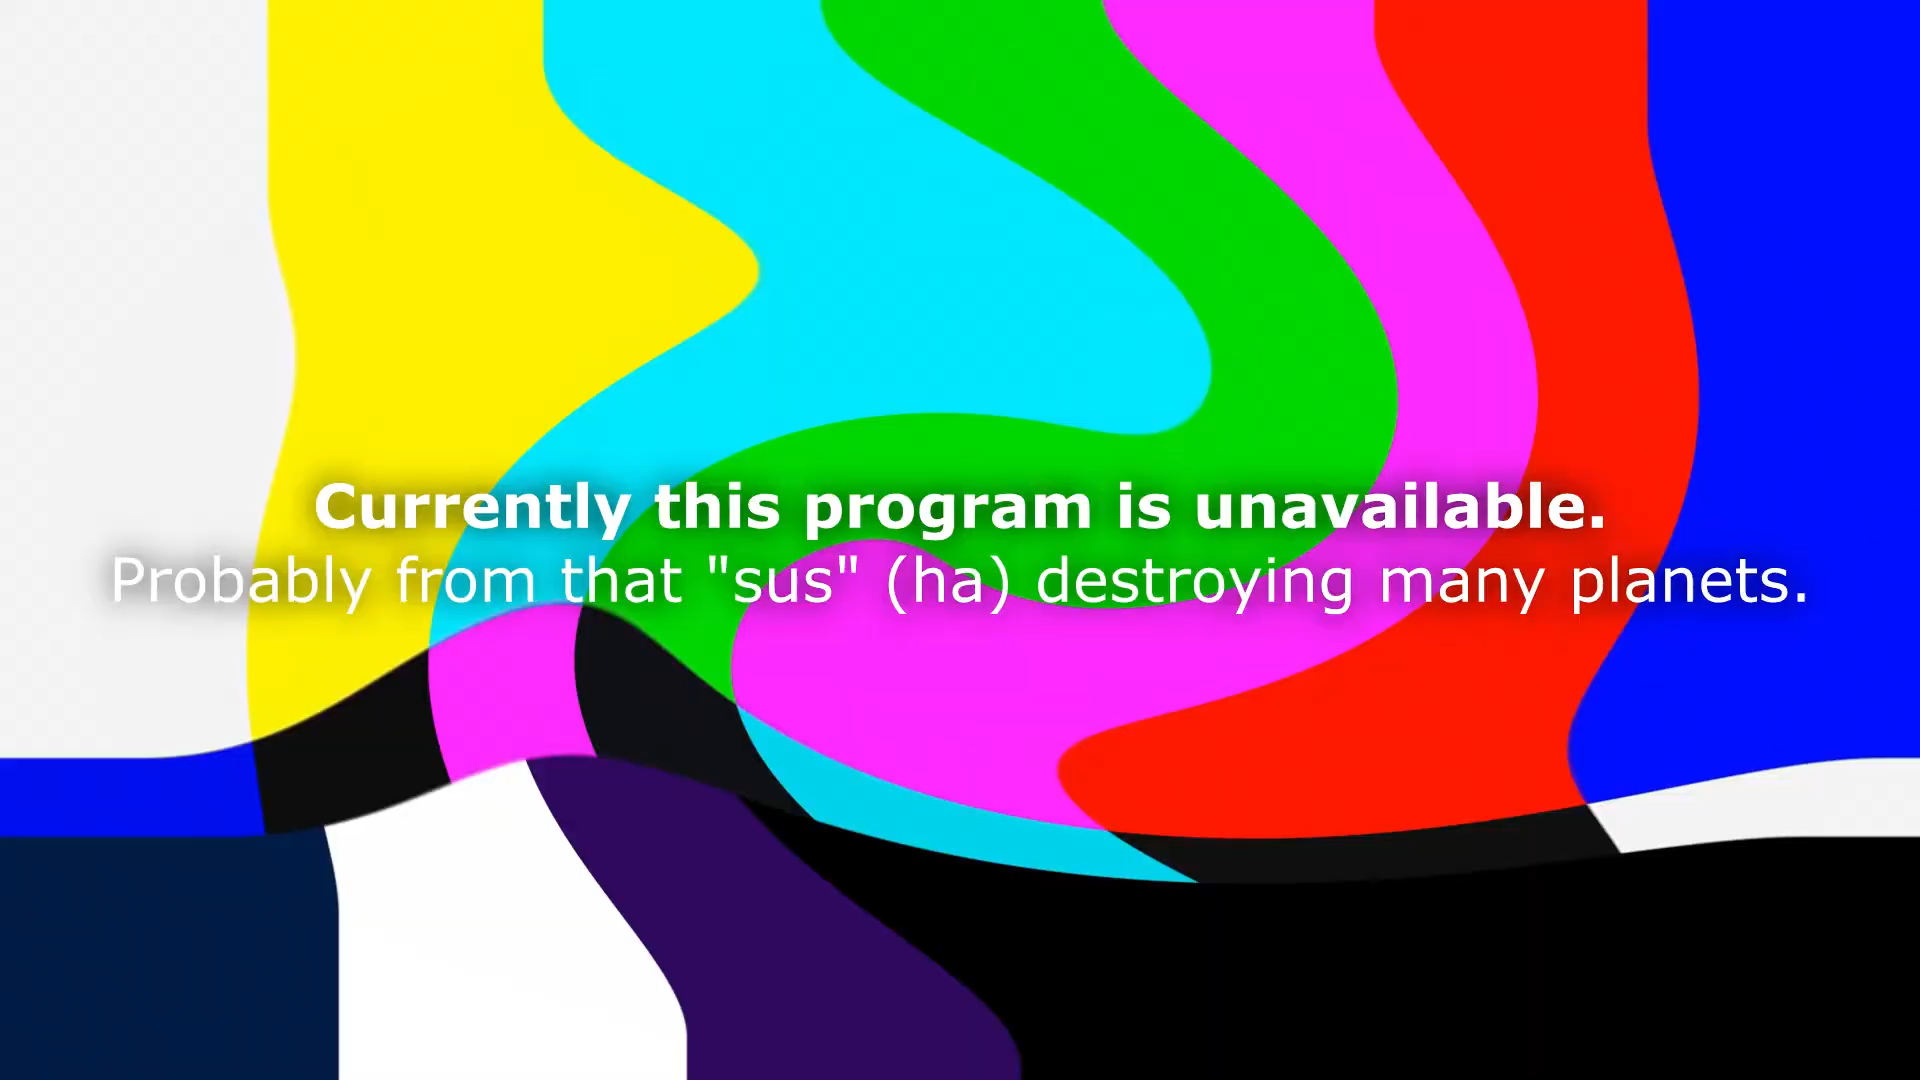 Currently this program is unavailable.
Probably from that "sus" (ha) destroying many planets.